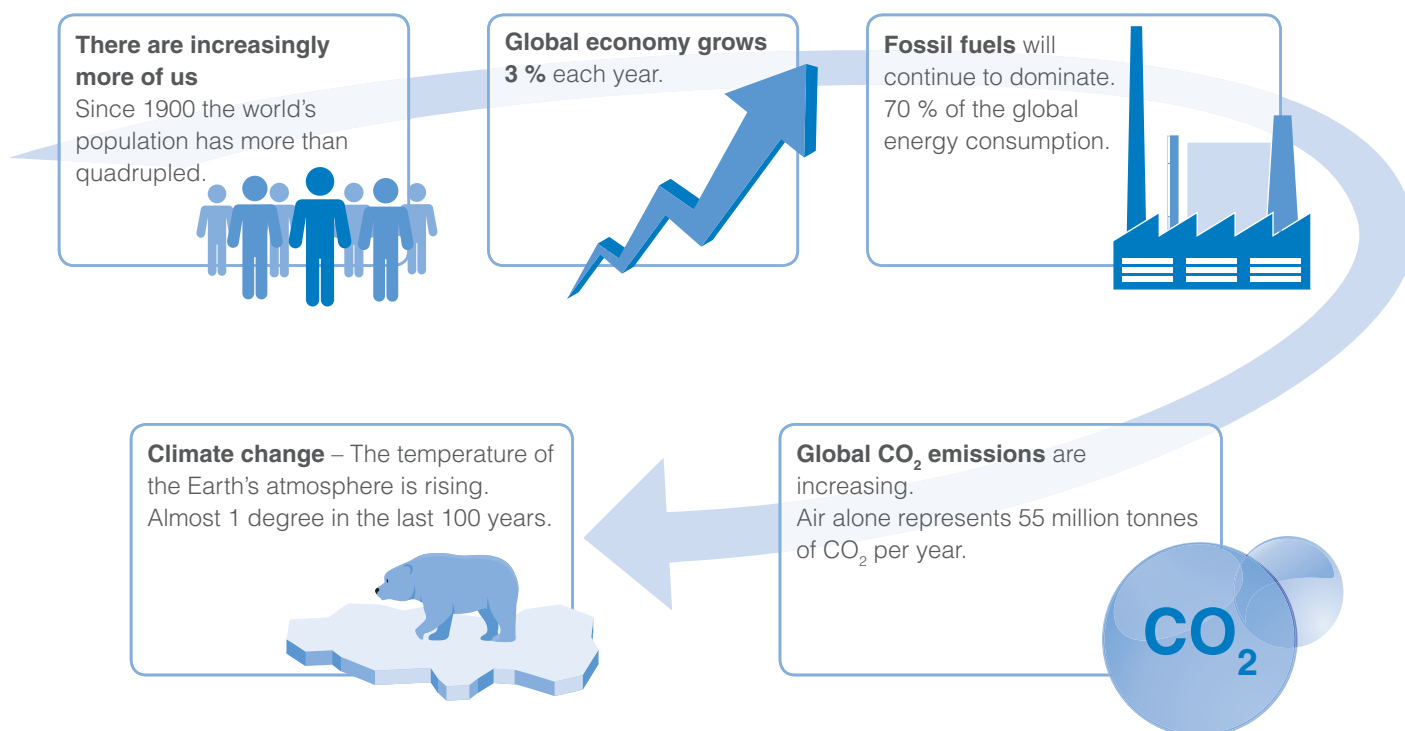 There are increasingly
more of us
Since 1900 the world's
population has more than
quadrupled.
Global economy grows
3 % each year.
Fossil fuels will
continue to dominate.
70 % of the global
energy consumption.
Climate change – The temperature of
the Earth's atmosphere is rising.
Almost 1 degree in the last 100 years.
Global CO₂ emissions are
increasing.
Air alone represents 55 million tonnes
of CO₂ per year.
CO₂